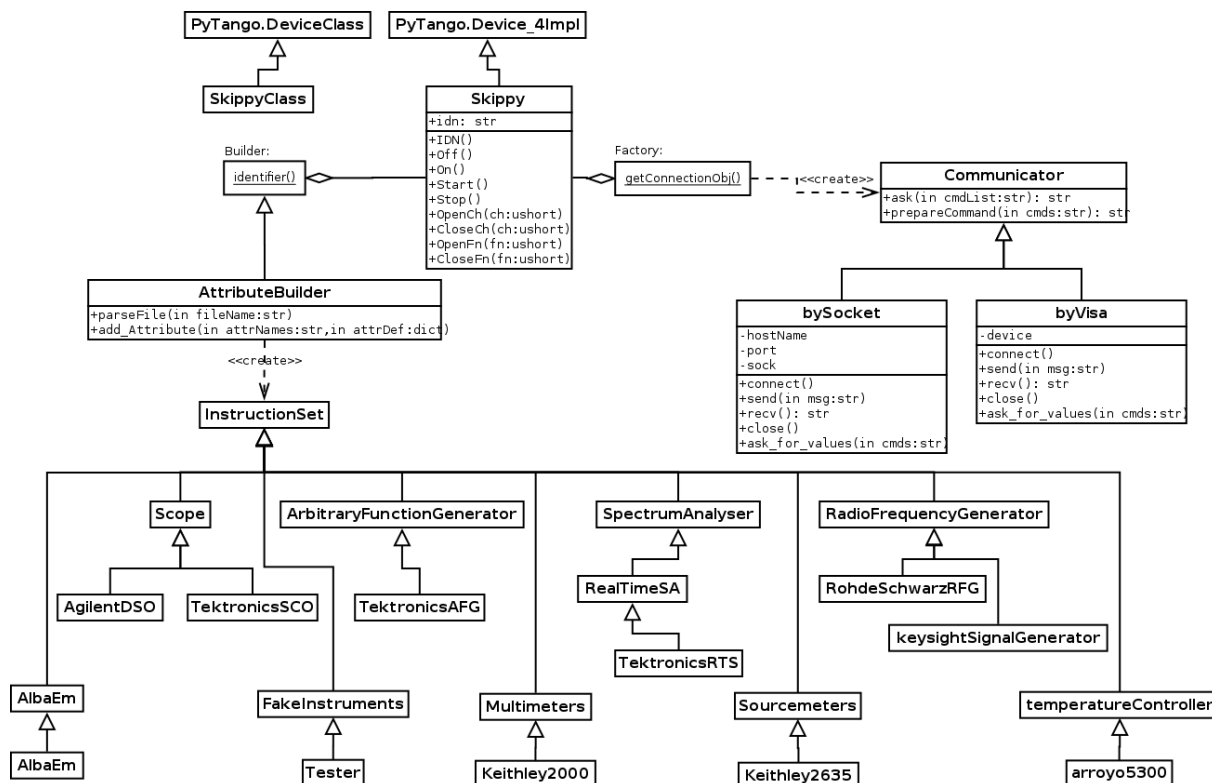 PyTango.DeviceClass
PyTango.Device_4Impl
SkippyClass
Skippy
+idn: str
+IDN()
+Off()
+On()
+Start()
+Stop()
+OpenCh(ch:ushort)
+CloseCh(ch:ushort)
+OpenFn(fn:ushort)
+CloseFn(fn:ushort)
Builder:
identifier()
Factory:
getConnectionObj()
<<create>>
Communicator
+ask(in cmdList:str): str
+prepareCommand(in cmds:str): str
AttributeBuilder
+parseFile(in fileName:str)
+add_Attribute(in attrNames:str,in attrDef:dict)
<<create>>
InstructionSet
bySocket
-hostName
-port
-sock
+connect()
+send(in msg:str)
+recv(): str
+close()
+ask_for_values(in cmds:str)
byVisa
-device
+connect()
+send(in msg:str)
+recv(): str
+close()
+ask_for_values(in cmds:str)
Scope
ArbitraryFunctionGenerator
SpectrumAnalyser
RadioFrequencyGenerator
AgilentDSO
TektronicsSCO
TektronicsAFG
RealTimeSA
RohdeSchwarzRFG
keysightSignalGenerator
TektronicsRTS
AlbaEm
FakeInstruments
Multimeters
Sourcemeters
temperatureController
AlbaEm
Tester
Keithley2000
Keithley2635
arroyo5300